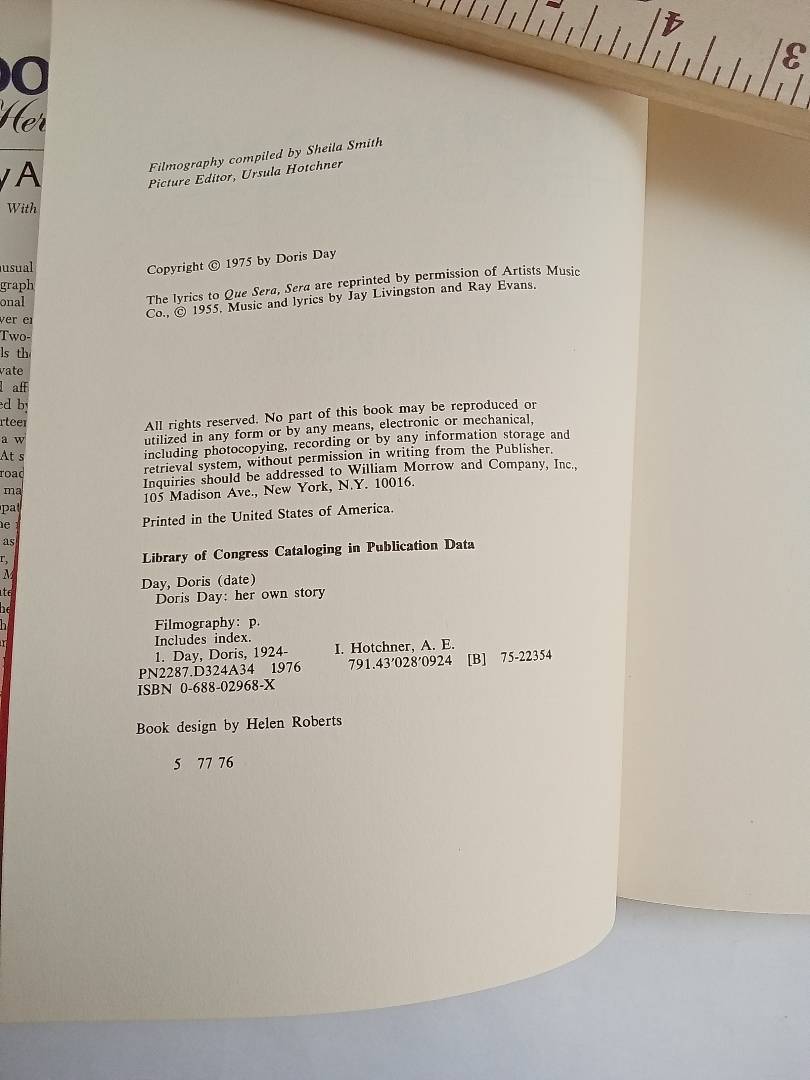 Filmography compiled by Sheila Smith
Picture Editor, Ursula Hotchner
Copyright © 1975 by Doris Day
The lyrics to Que Sera, Sera are reprinted by permission of Artists Music
Co., © 1955. Music and lyrics by Jay Livingston and Ray Evans.
All rights reserved. No part of this book may be reproduced or
utilized in any form or by any means, electronic or mechanical,
including photocopying, recording or by any information storage and
retrieval system, without permission in writing from the Publisher.
Inquiries should be addressed to William Morrow and Company, Inc.,
105 Madison Ave., New York, N.Y. 10016.
Printed in the United States of America.
Library of Congress Cataloging in Publication Data
Day, Doris (date)
Doris Day: her own story
Filmography: p.
Includes index.
1. Day, Doris, 1924- I. Hotchner, A. E.
PN2287.D324A34 1976 791.43'028'0924 [B] 75-22354
ISBN 0-688-02968-X
Book design by Helen Roberts
5 77 76
With
Two-
At s
4
3